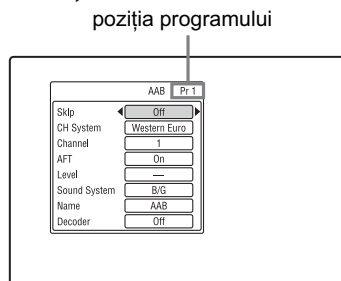 poziția programului
AAB Pr 1
Skip Off
CH System Western Euro
Channel 1
AFT On
Level —
Sound System B/G
Name AAB
Decoder Off